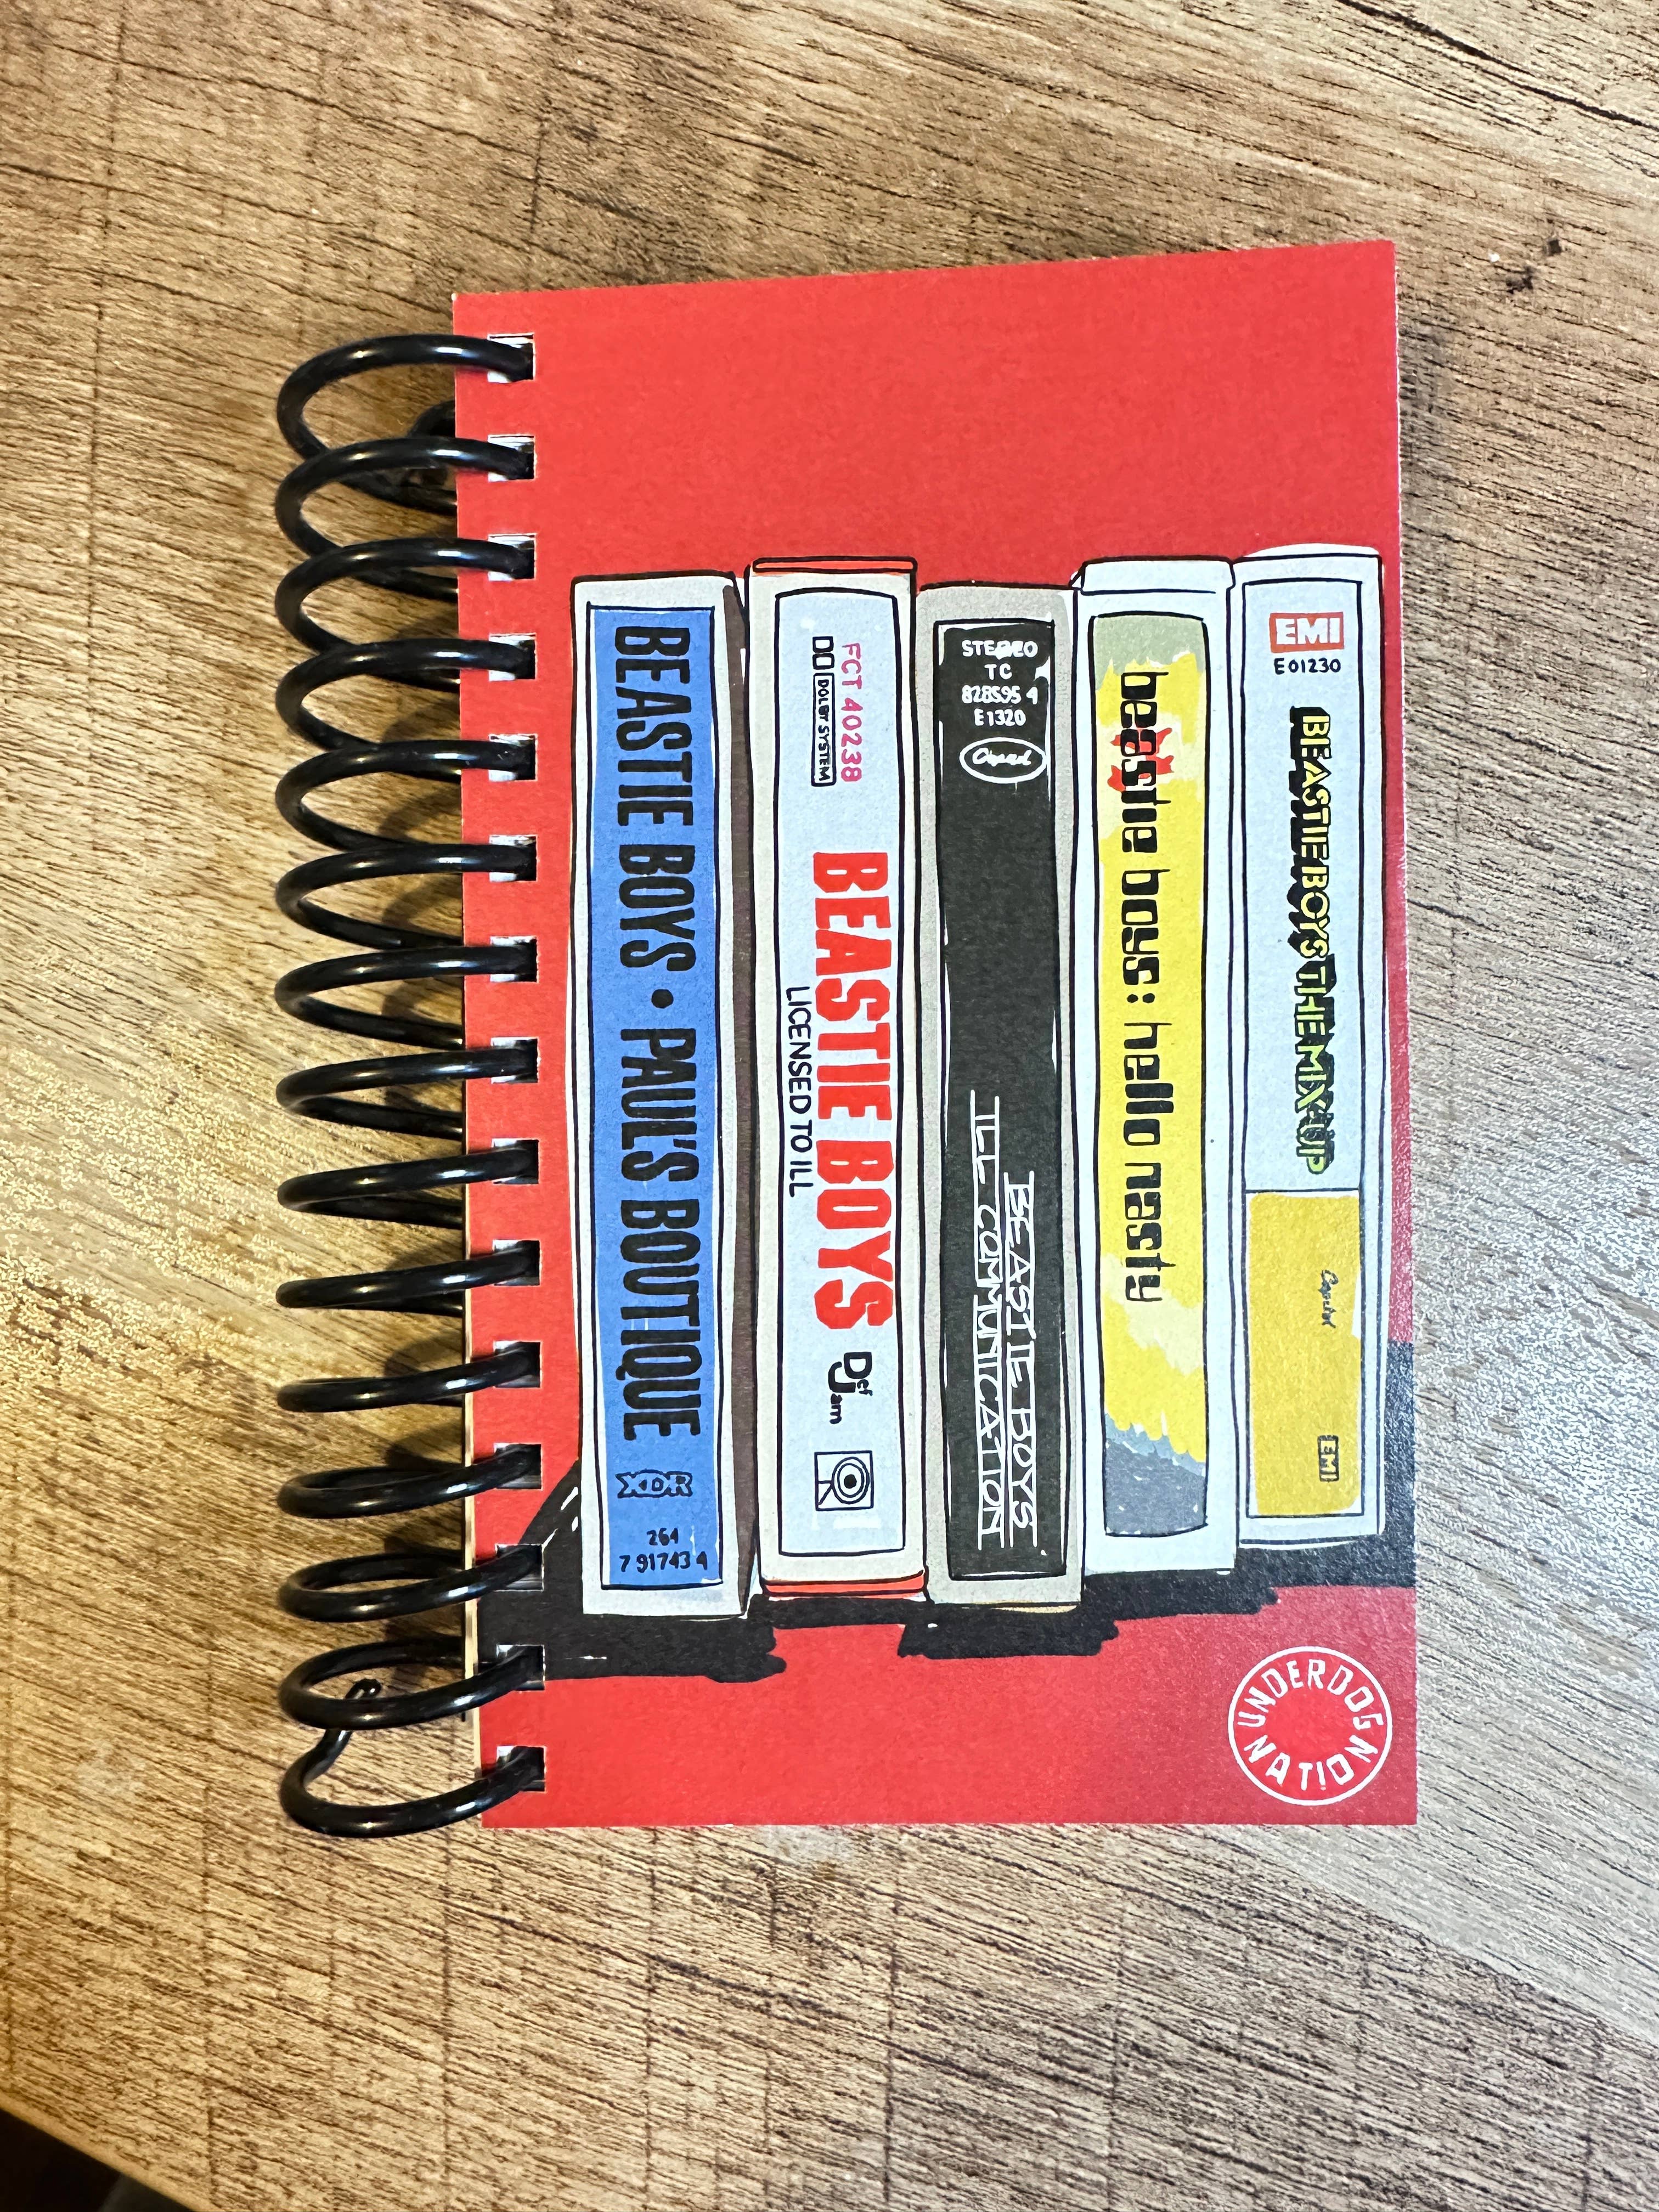 BEASTIE BOYS • PAUL'S BOUTIQUE
XDR
264
7 91743 4
FCT 40238
DOLBY SYSTEM
BEASTIE BOYS
LICENSED TO ILL
Def
Jam
STEREO
TC
828595 4
E1320
Capitol
BEASTIE BOYS
ILL COMMUNICATION
beastie boys: hello nasty
EMI
E01230
BEASTIE BOYS THE MIX-UP
Capitol
EMI
UNDERDOG
NATION